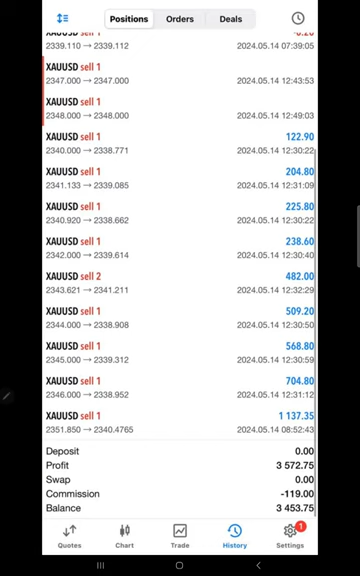 Positions Orders Deals
XAUUSD sell 1 -0.20
2339.110 → 2339.112 2024.05.14 07:39:05
XAUUSD sell 1
2347.000 → 2347.000 2024.05.14 12:43:53
XAUUSD sell 1
2348.000 → 2348.000 2024.05.14 12:49:03
XAUUSD sell 1 122.90
2340.000 → 2338.771 2024.05.14 12:30:22
XAUUSD sell 1 204.80
2341.133 → 2339.085 2024.05.14 12:31:09
XAUUSD sell 1 225.80
2340.920 → 2338.662 2024.05.14 12:30:22
XAUUSD sell 1 238.60
2342.000 → 2339.614 2024.05.14 12:30:40
XAUUSD sell 2 482.00
2343.621 → 2341.211 2024.05.14 12:32:29
XAUUSD sell 1 509.20
2344.000 → 2338.908 2024.05.14 12:30:50
XAUUSD sell 1 568.80
2345.000 → 2339.312 2024.05.14 12:30:59
XAUUSD sell 1 704.80
2346.000 → 2338.952 2024.05.14 12:31:12
XAUUSD sell 1 1 137.35
2351.850 → 2340.4765 2024.05.14 08:52:43
Deposit 0.00
Profit 3 572.75
Swap 0.00
Commission -119.00
Balance 3 453.75
1
Quotes Chart Trade History Settings